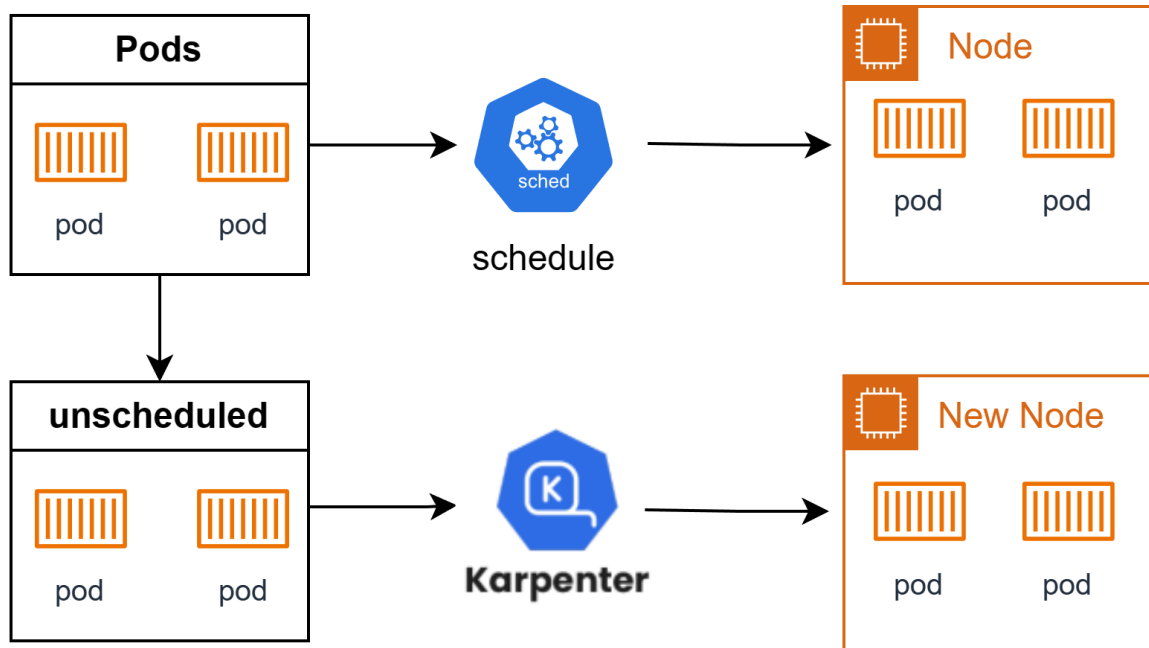 Pods
pod pod
sched
schedule
Node
pod pod
unscheduled
pod pod
K
Karpenter
New Node
pod pod